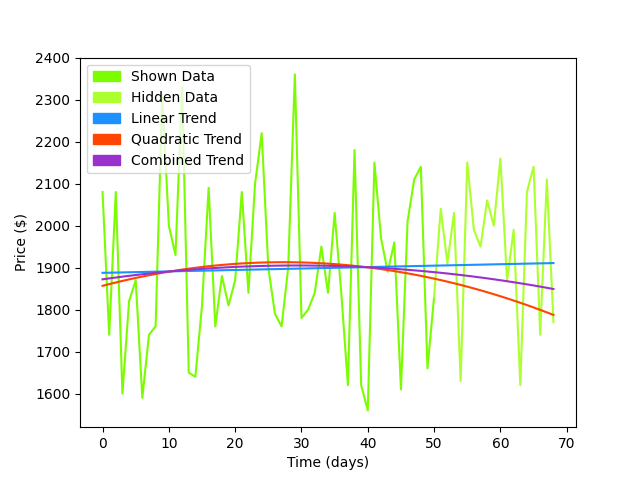 2400
2300
2200
2100
2000
1900
1800
1700
1600
Price ($)
Shown Data
Hidden Data
Linear Trend
Quadratic Trend
Combined Trend
0 10 20 30 40 50 60 70
Time (days)